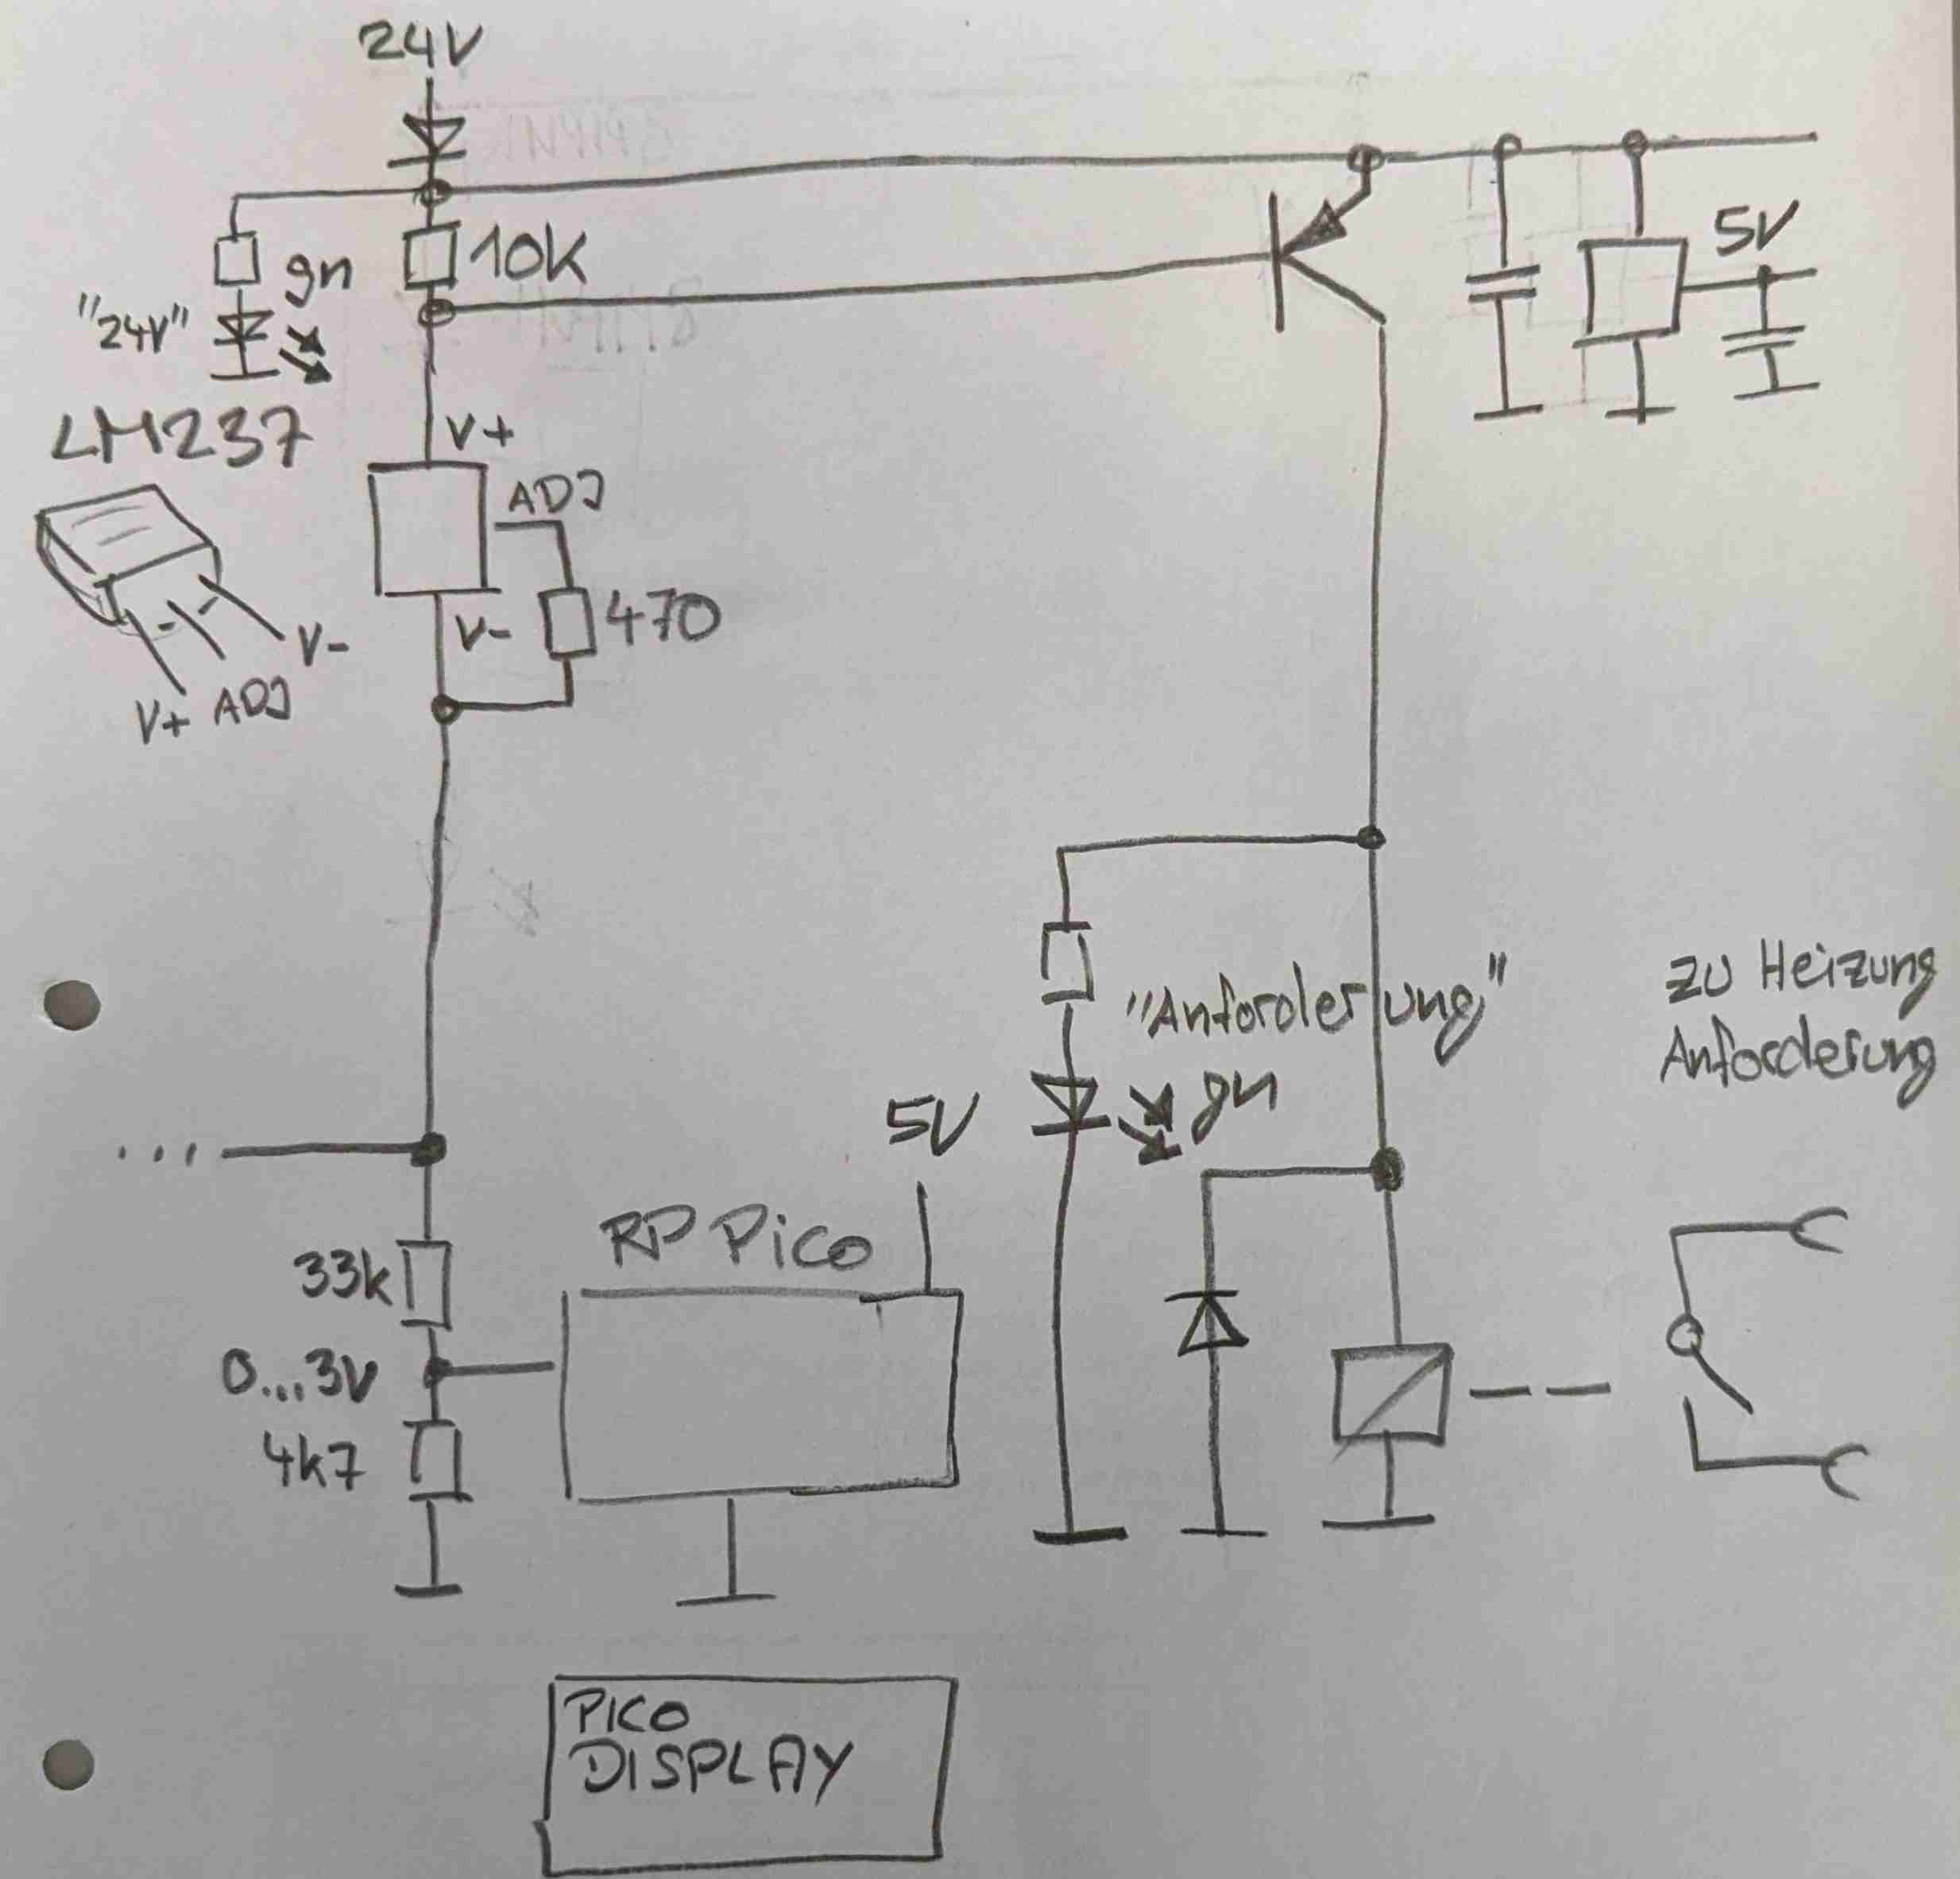 24V
gn
10K
"24V"
5V
LM237
V+
ADJ
V-
470
V-
V+ ADJ
zu Heizung
Anforderung
"Anforderung"
gn
5V
...
RP Pico
33k
0...3V
4k7
PICO
DISPLAY